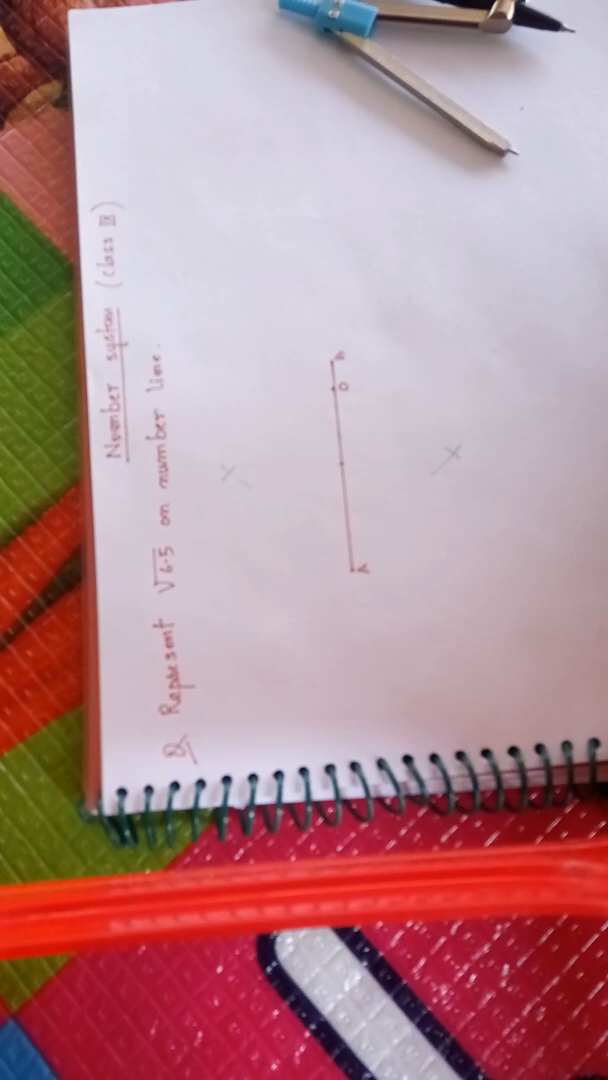 Number system (class IX)
Q Represent √6.5 on number line.
A O B